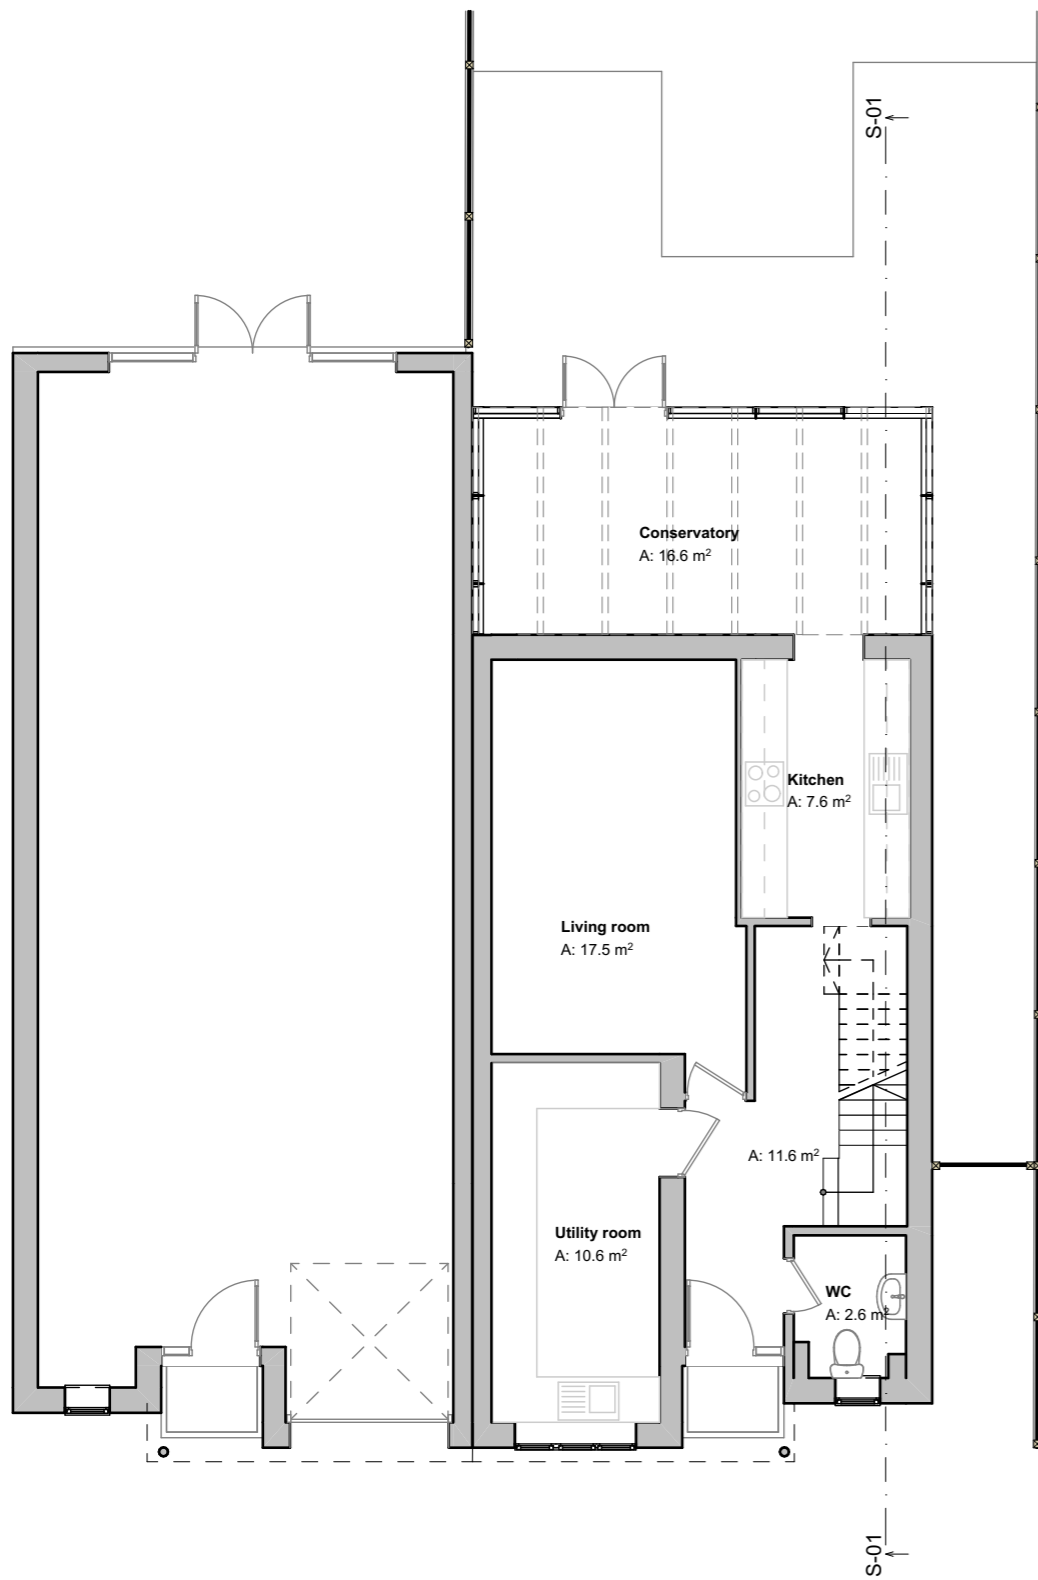 S-01
Conservatory
A: 16.6 m²
Kitchen
A: 7.6 m²
Living room
A: 17.5 m²
A: 11.6 m²
Utility room
A: 10.6 m²
WC
A: 2.6 m²
S-01